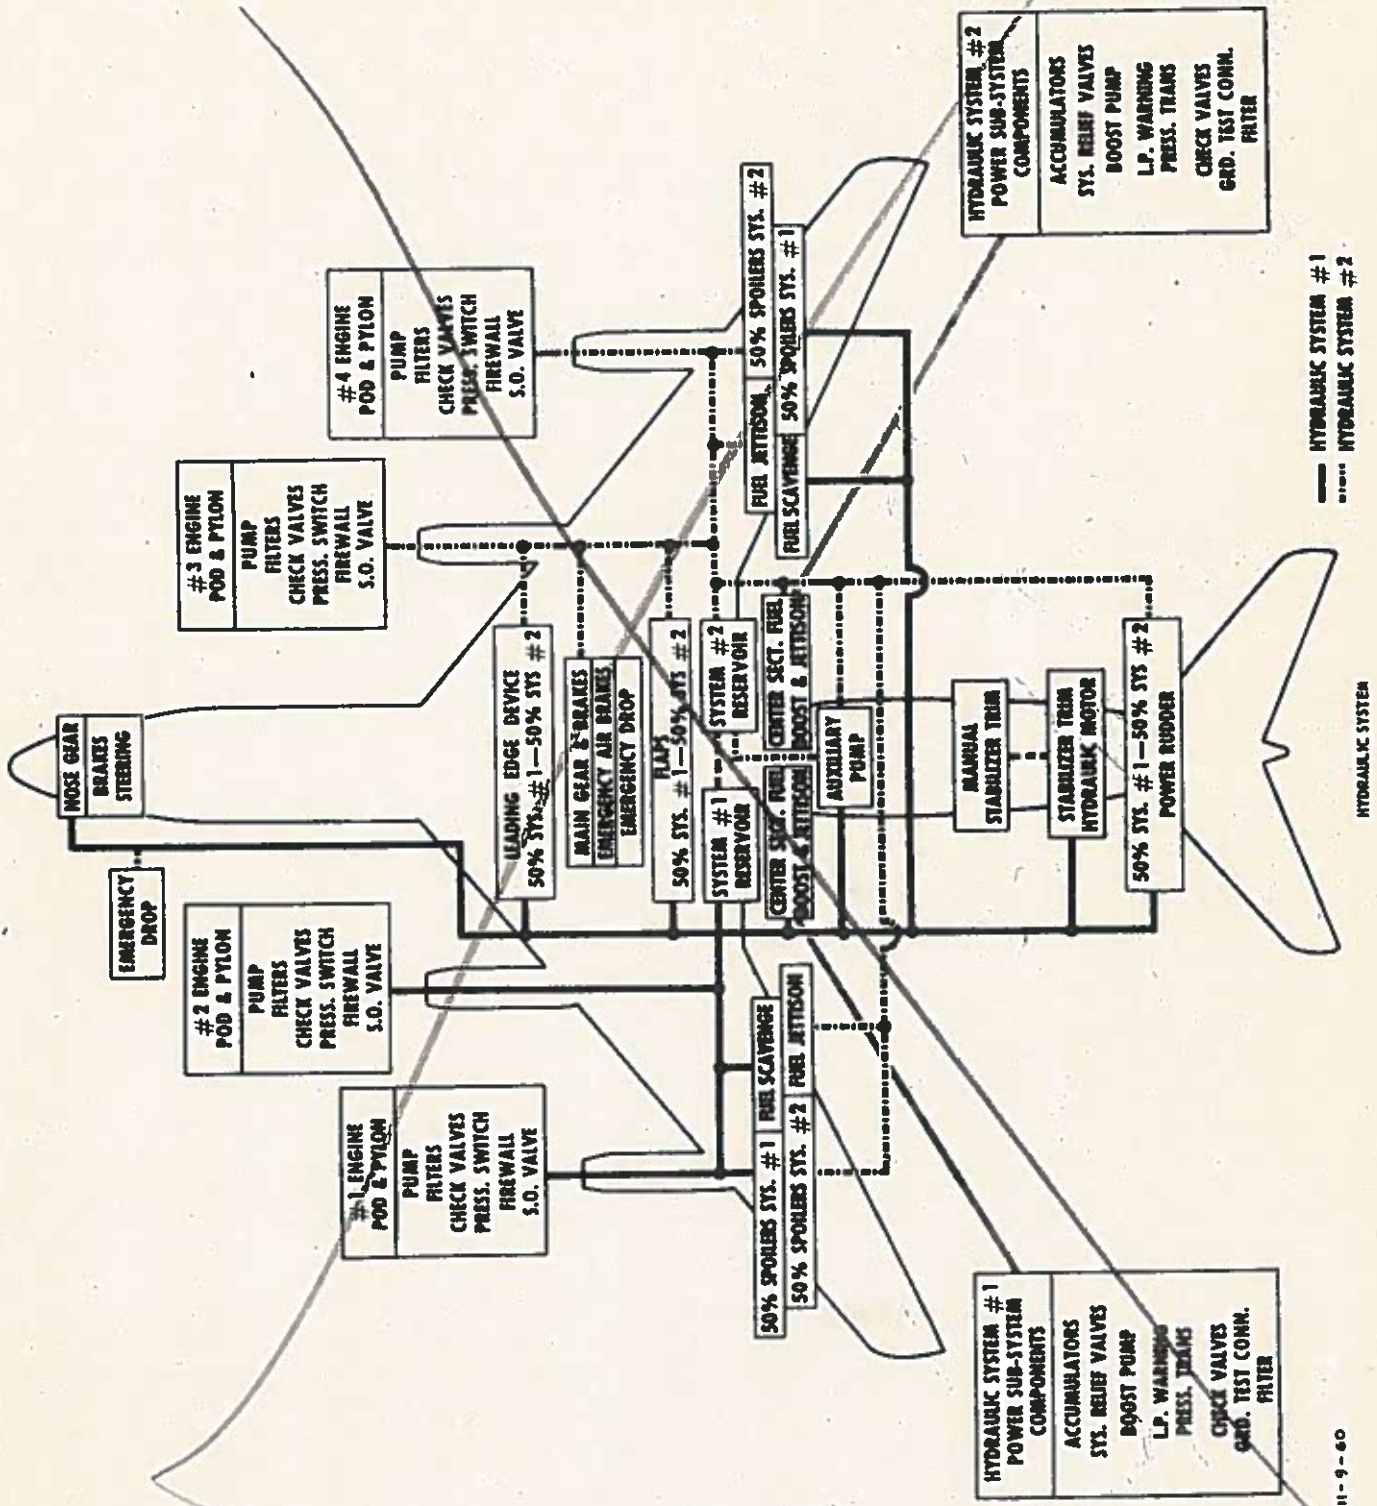 #1 ENGINE
POD & PYLON
PUMP
FILTERS
CHECK VALVES
PRESS. SWITCH
FIREWALL
S.O. VALVE
#2 ENGINE
POD & PYLON
PUMP
FILTERS
CHECK VALVES
PRESS. SWITCH
FIREWALL
S.O. VALVE
EMERGENCY
DROP
NOSE GEAR
BRAKES
STEERING
#3 ENGINE
POD & PYLON
PUMP
FILTERS
CHECK VALVES
PRESS. SWITCH
FIREWALL
S.O. VALVE
#4 ENGINE
POD & PYLON
PUMP
FILTERS
CHECK VALVES
PRESS. SWITCH
FIREWALL
S.O. VALVE
LEADING EDGE DEVICE
50% SYS. #1—50% SYS #2
MAIN GEAR & BRAKES
EMERGENCY AIR BRAKES
EMERGENCY DROP
FLAPS
50% SYS. #1—50% SYS #2
SYSTEM #1
RESERVOIR
SYSTEM #2
RESERVOIR
50% SPOILERS SYS. #1
FUEL SCAVENGE
50% SPOILERS SYS. #2
FUEL JETTISON
FUEL JETTISON
50% SPOILERS SYS. #2
FUEL SCAVENGE
50% SPOILERS SYS. #1
CENTER SECT. FUEL
BOOST & JETTISON
CENTER SECT. FUEL
BOOST & JETTISON
AUXILIARY
PUMP
MANUAL
STABILIZER TRIM
STABILIZER TRIM
HYDRAULIC MOTOR
50% SYS. #1—50% SYS #2
POWER RUDDER
HYDRAULIC SYSTEM #1
POWER SUB-SYSTEM
COMPONENTS
ACCUMULATORS
SYS. RELIEF VALVES
BOOST PUMP
L.P. WARNING
PRESS. TRANS
CHECK VALVES
GRD. TEST CONN.
FILTER
HYDRAULIC SYSTEM #2
POWER SUB-SYSTEM
COMPONENTS
ACCUMULATORS
SYS. RELIEF VALVES
BOOST PUMP
L.P. WARNING
PRESS. TRANS
CHECK VALVES
GRD. TEST CONN.
FILTER
HYDRAULIC SYSTEM #1
HYDRAULIC SYSTEM #2
HYDRAULIC SYSTEM
11-9-60